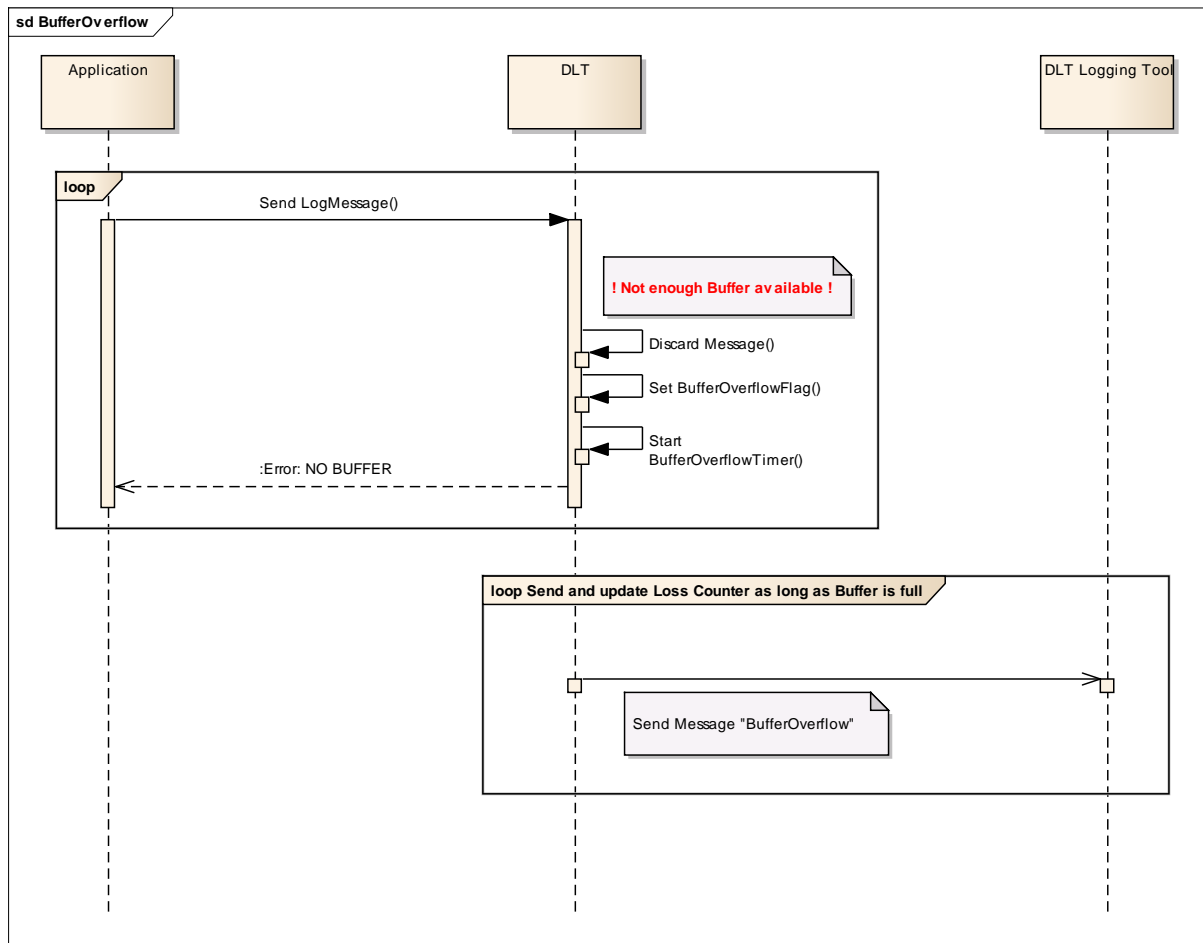 sd BufferOverflow
Application
DLT
DLT Logging Tool
loop
Send LogMessage()
! Not enough Buffer available !
Discard Message()
Set BufferOverflowFlag()
Start
BufferOverflowTimer()
:Error: NO BUFFER
loop Send and update Loss Counter as long as Buffer is full
Send Message "BufferOverflow"